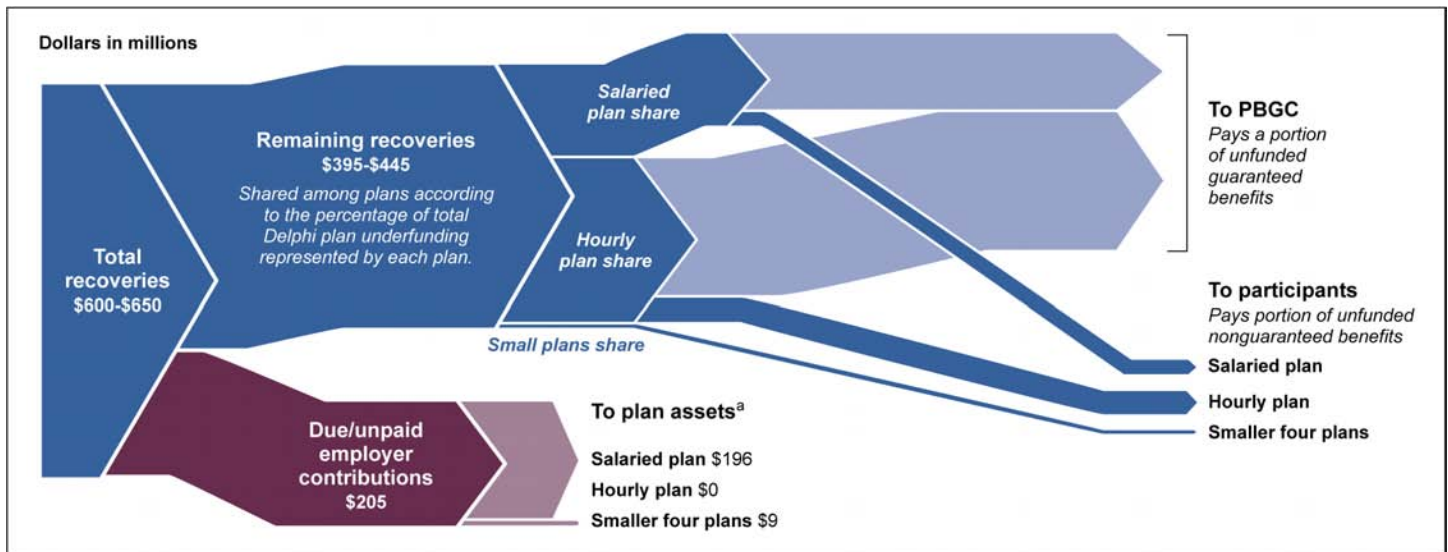 Dollars in millions
Total
recoveries
$600-$650
Remaining recoveries
$395-$445
Shared among plans according
to the percentage of total
Delphi plan underfunding
represented by each plan.
Salaried
plan share
Hourly
plan share
Small plans share
To PBGC
Pays a portion
of unfunded
guaranteed
benefits
To participants
Pays portion of unfunded
nonguaranteed benefits
Salaried plan
Hourly plan
Smaller four plans
Due/unpaid
employer
contributions
$205
To plan assetsᵃ
Salaried plan $196
Hourly plan $0
Smaller four plans $9